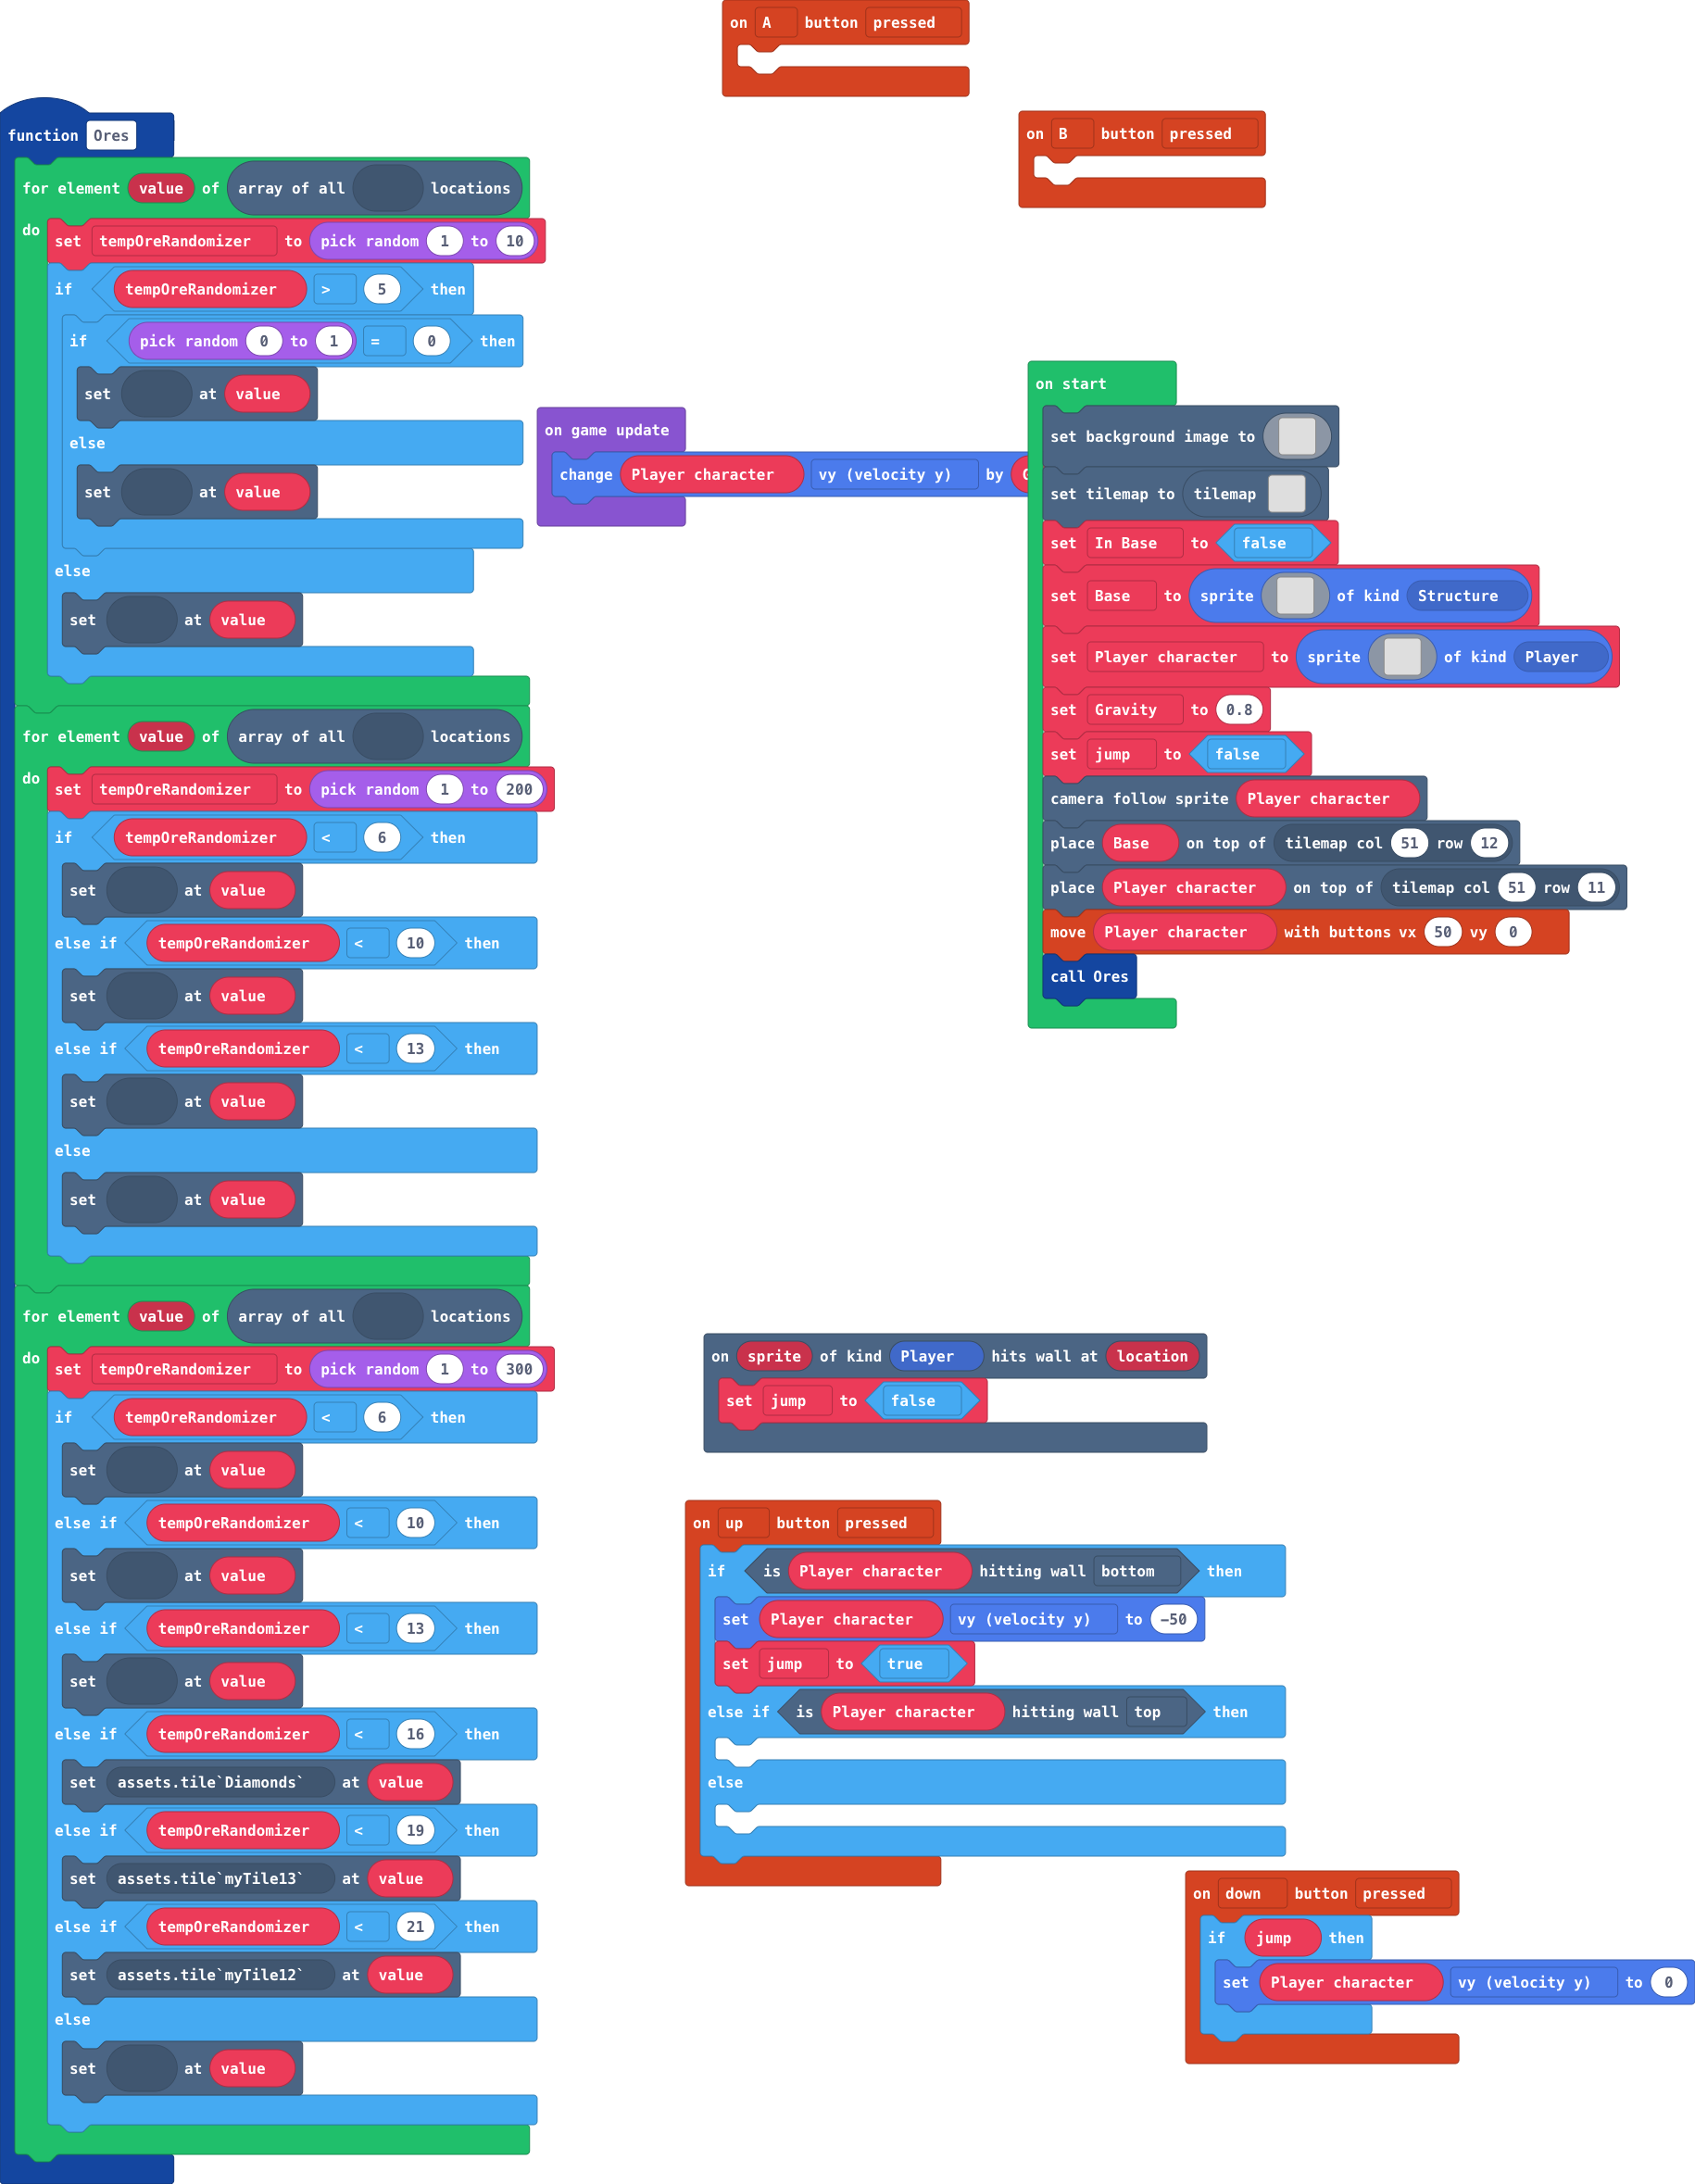 on A button pressed
on B button pressed
function Ores
for element value of array of all locations
do
set tempOreRandomizer to pick random 1 to 10
if tempOreRandomizer > 5 then
if pick random 0 to 1 = 0 then
set at value
else
set at value
else
set at value
for element value of array of all locations
do
set tempOreRandomizer to pick random 1 to 200
if tempOreRandomizer < 6 then
set at value
else if tempOreRandomizer < 10 then
set at value
else if tempOreRandomizer < 13 then
set at value
else
set at value
for element value of array of all locations
do
set tempOreRandomizer to pick random 1 to 300
if tempOreRandomizer < 6 then
set at value
else if tempOreRandomizer < 10 then
set at value
else if tempOreRandomizer < 13 then
set at value
else if tempOreRandomizer < 16 then
set assets.tile`Diamonds` at value
else if tempOreRandomizer < 19 then
set assets.tile`myTile13` at value
else if tempOreRandomizer < 21 then
set assets.tile`myTile12` at value
else
set at value
on game update
change Player character vy (velocity y) by
on start
set background image to
set tilemap to tilemap
set In Base to false
set Base to sprite of kind Structure
set Player character to sprite of kind Player
set Gravity to 0.8
set jump to false
camera follow sprite Player character
place Base on top of tilemap col 51 row 12
place Player character on top of tilemap col 51 row 11
move Player character with buttons vx 50 vy 0
call Ores
on sprite of kind Player hits wall at location
set jump to false
on up button pressed
if is Player character hitting wall bottom then
set Player character vy (velocity y) to -50
set jump to true
else if is Player character hitting wall top then
else
on down button pressed
if jump then
set Player character vy (velocity y) to 0